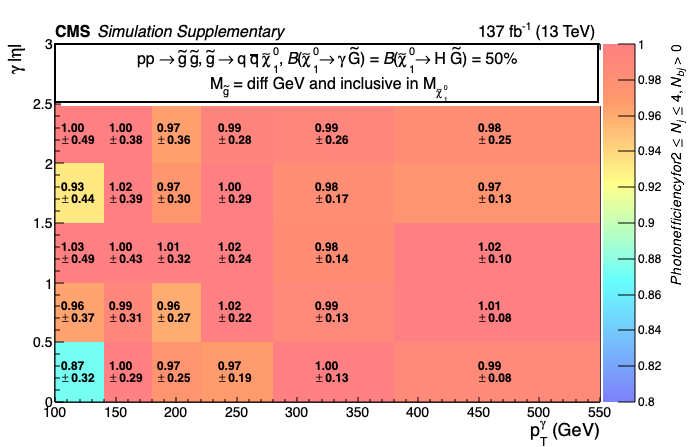 CMS Simulation Supplementary 137 fb⁻¹ (13 TeV)
γ |η|
3
pp → g̃ g̃, g̃ → q q̄ χ̃⁰₁, B(χ̃⁰₁ → γ G̃) = B(χ̃⁰₁ → H G̃) = 50%
M_g̃ = diff GeV and inclusive in M_χ̃⁰₁
2.5
1.00 1.00 0.97 0.99 0.99 0.98
± 0.49 ± 0.38 ± 0.36 ± 0.28 ± 0.26 ± 0.25
2
0.93 1.02 0.97 1.00 0.98 0.97
± 0.44 ± 0.39 ± 0.30 ± 0.29 ± 0.17 ± 0.13
1.5
1.03 1.00 1.01 1.02 0.98 1.02
± 0.49 ± 0.43 ± 0.32 ± 0.24 ± 0.14 ± 0.10
1
0.96 0.99 0.96 1.02 0.99 1.01
± 0.37 ± 0.31 ± 0.27 ± 0.22 ± 0.13 ± 0.08
0.5
0.87 1.00 0.97 0.97 1.00 0.99
± 0.32 ± 0.29 ± 0.25 ± 0.19 ± 0.13 ± 0.08
0
100 150 200 250 300 350 400 450 500 550
p_T^γ (GeV)
1
0.98
0.96
0.94
0.92
0.9
0.88
0.86
0.84
0.82
0.8
Photonefficiencyfor2 ≤ N_j ≤ 4, N_bj > 0